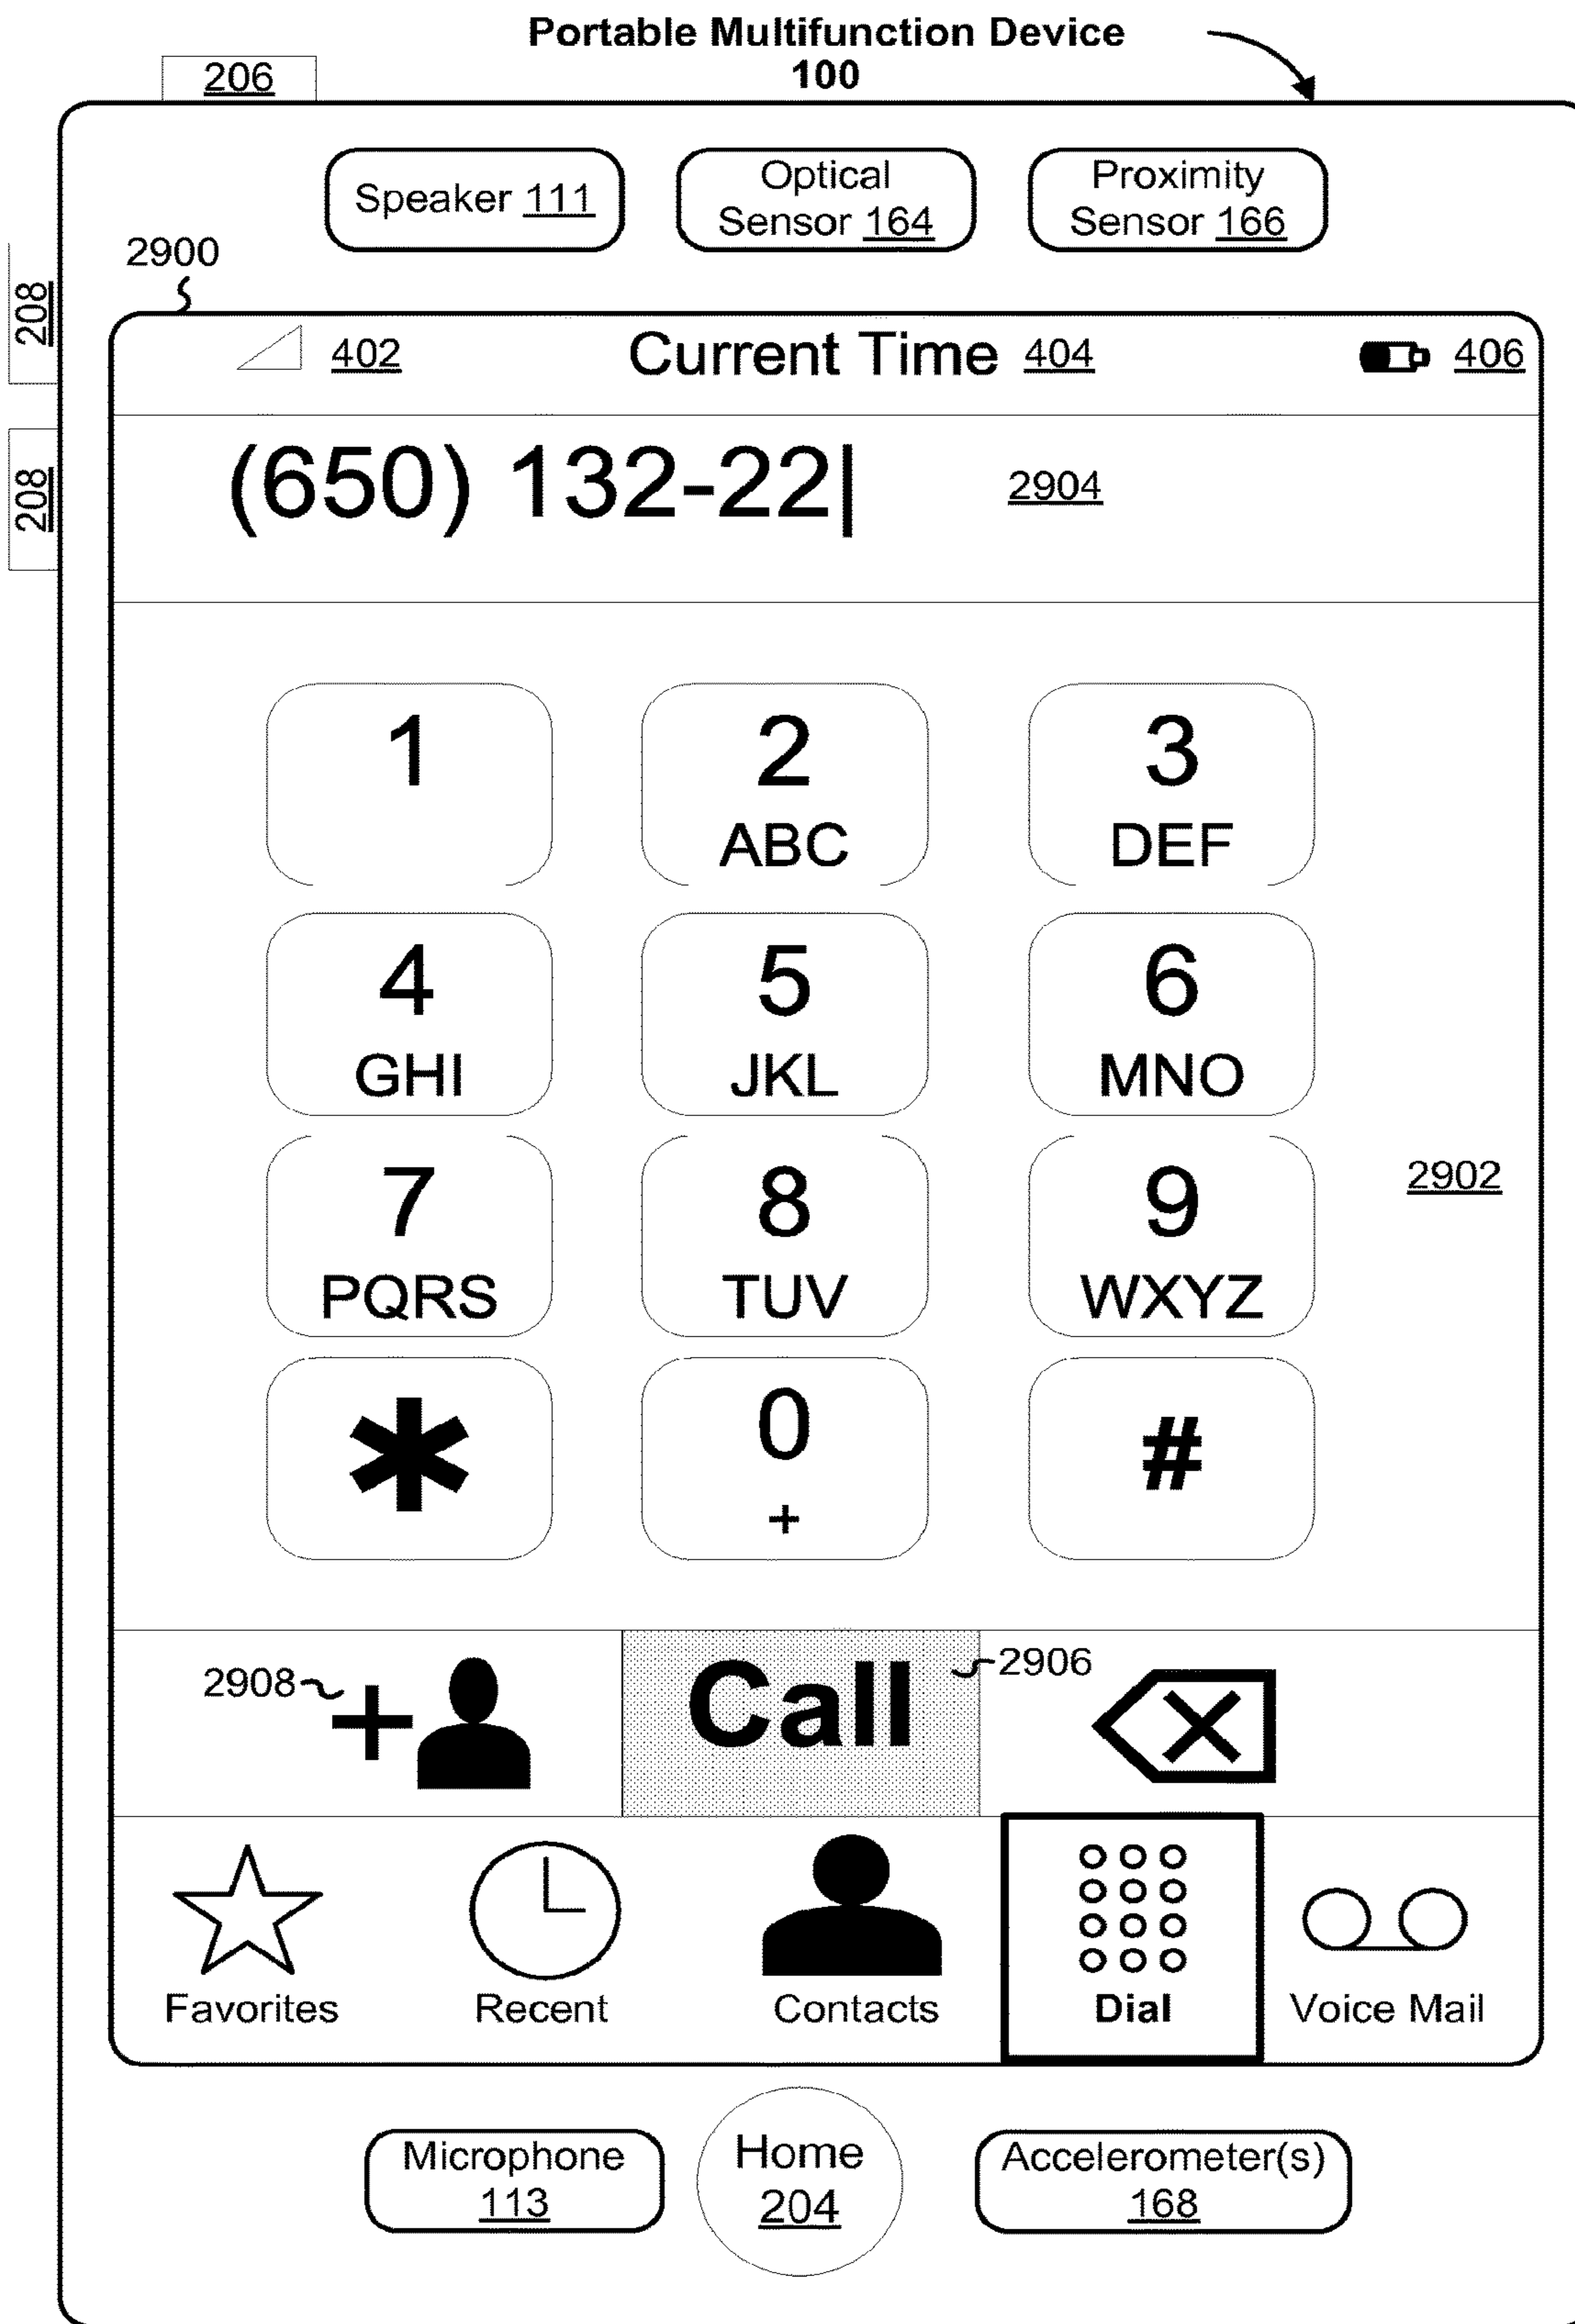 Portable Multifunction Device
100
206
Speaker 111
Optical
Sensor 164
Proximity
Sensor 166
2900
208
208
402
Current Time 404
406
(650) 132-22|
2904
1
2
ABC
3
DEF
4
GHI
5
JKL
6
MNO
7
PQRS
8
TUV
9
WXYZ
2902
*
0
+
#
2908
+
Call
2906
Favorites
Recent
Contacts
Dial
Voice Mail
Microphone
113
Home
204
Accelerometer(s)
168